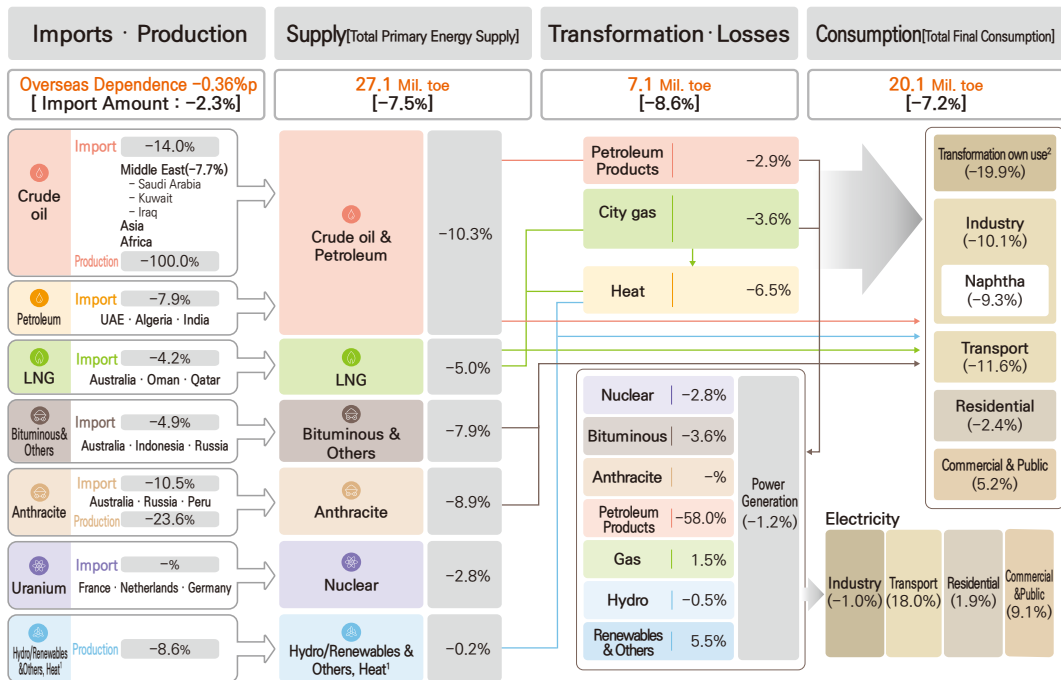 Imports · Production
Supply[Total Primary Energy Supply]
Transformation·Losses
Consumption[Total Final Consumption]
Overseas Dependence -0.36%p
[ Import Amount : -2.3%]
27.1 Mil. toe
[-7.5%]
7.1 Mil. toe
[-8.6%]
20.1 Mil. toe
[-7.2%]
Crude
oil
Import -14.0%
Middle East(-7.7%)
- Saudi Arabia
- Kuwait
- Iraq
Asia
Africa
Production -100.0%
Petroleum
Import -7.9%
UAE · Algeria · India
LNG
Import -4.2%
Australia · Oman · Qatar
Bituminous&
Others
Import -4.9%
Australia · Indonesia · Russia
Anthracite
Import -10.5%
Australia · Russia · Peru
Production -23.6%
Uranium
Import -%
France · Netherlands · Germany
Hydro/Renewables
&Others, Heat¹
Production -8.6%
Crude oil &
Petroleum
-10.3%
LNG
-5.0%
Bituminous &
Others
-7.9%
Anthracite
-8.9%
Nuclear
-2.8%
Hydro/Renewables &
Others, Heat¹
-0.2%
Petroleum
Products
-2.9%
City gas
-3.6%
Heat
-6.5%
Nuclear -2.8%
Bituminous -3.6%
Anthracite -%
Petroleum
Products
-58.0%
Gas 1.5%
Hydro -0.5%
Renewables
& Others
5.5%
Power
Generation
(-1.2%)
Transformation own use²
(-19.9%)
Industry
(-10.1%)
Naphtha
(-9.3%)
Transport
(-11.6%)
Residential
(-2.4%)
Commercial & Public
(5.2%)
Electricity
Industry
(-1.0%)
Transport
(18.0%)
Residential
(1.9%)
Commercial
&Public
(9.1%)